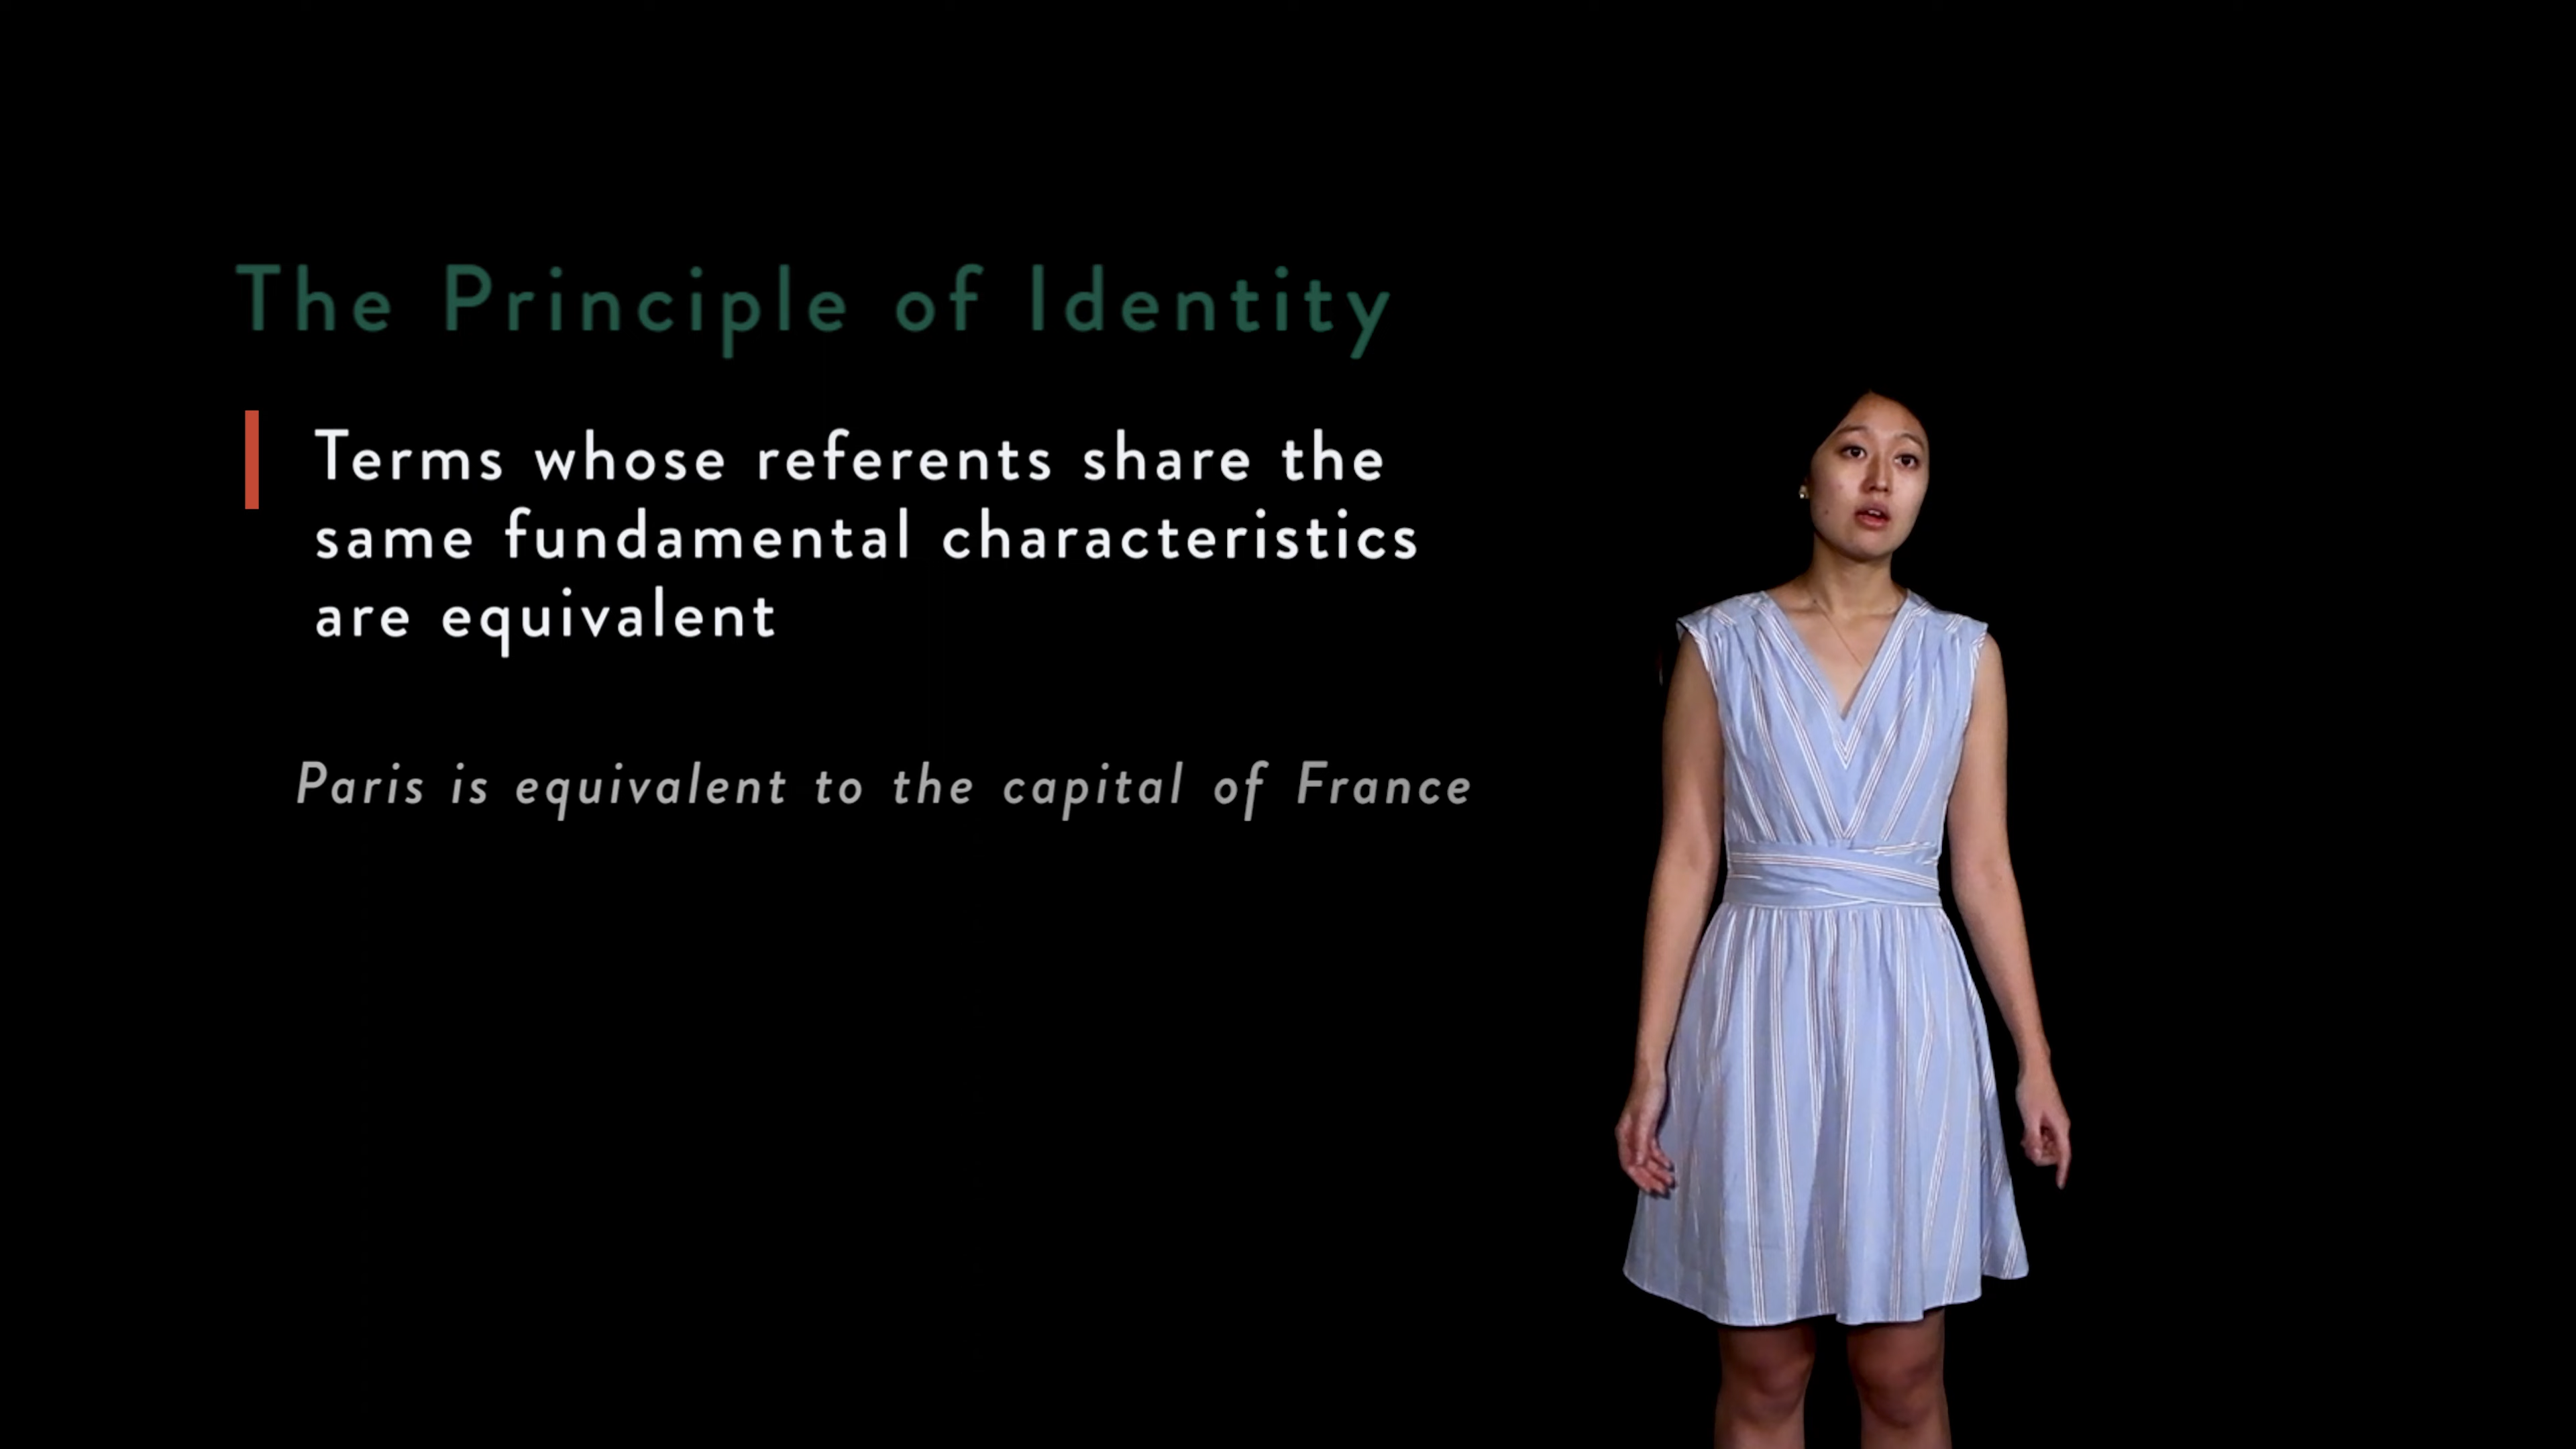 The Principle of Identity
Terms whose referents share the
same fundamental characteristics
are equivalent
Paris is equivalent to the capital of France